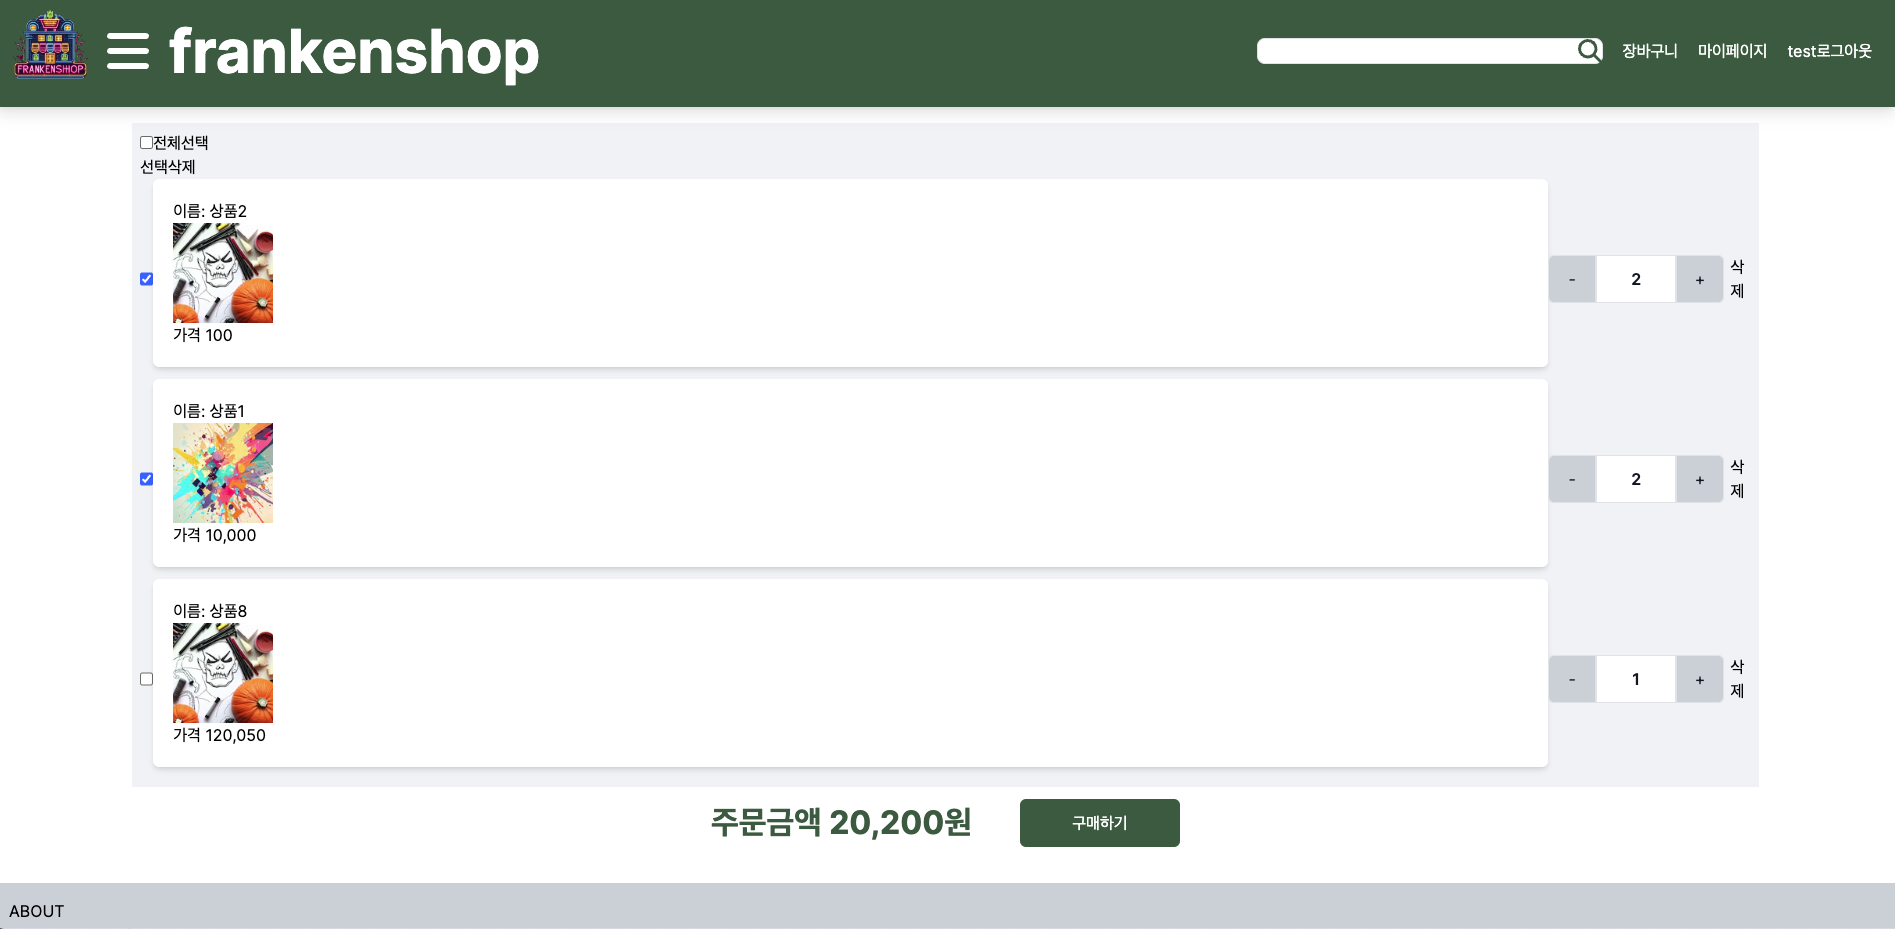 FRANKENSHOP
frankenshop
장바구니
마이페이지
test로그아웃
전체선택
선택삭제
이름: 상품2
가격 100
-
2
+
삭
제
이름: 상품1
가격 10,000
-
2
+
삭
제
이름: 상품8
가격 120,050
-
1
+
삭
제
주문금액 20,200원
구매하기
ABOUT